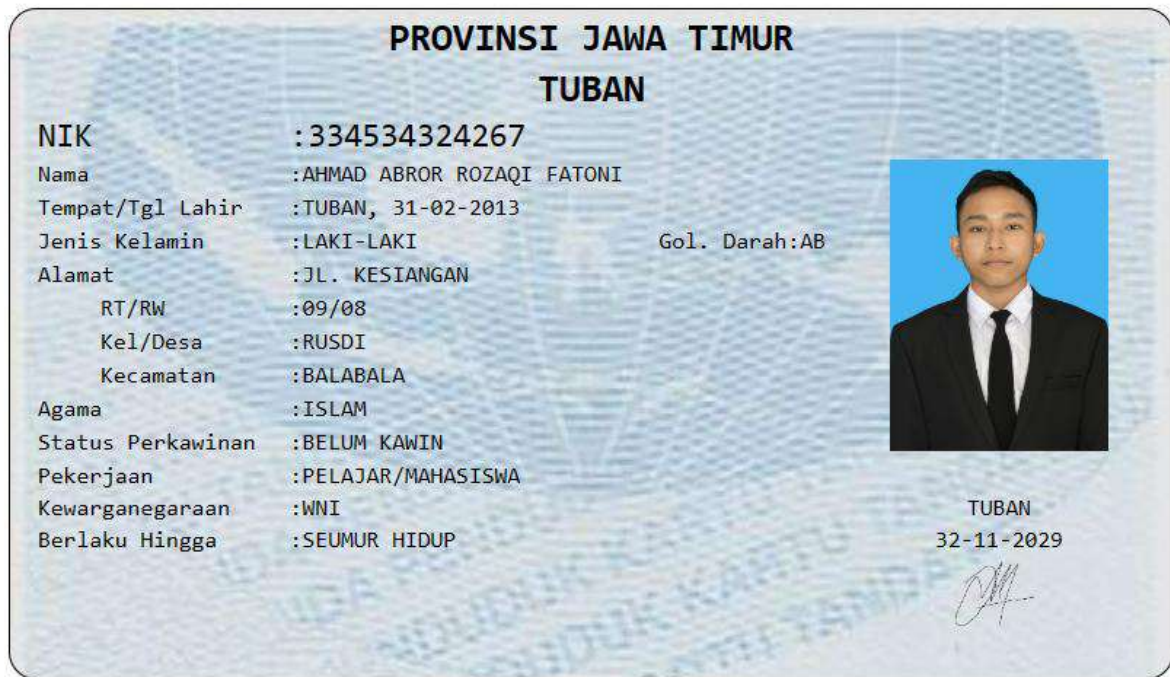 PROVINSI JAWA TIMUR
TUBAN
NIK :334534324267
Nama :AHMAD ABROR ROZAQI FATONI
Tempat/Tgl Lahir :TUBAN, 31-02-2013
Jenis Kelamin :LAKI-LAKI Gol. Darah:AB
Alamat :JL. KESIANGAN
RT/RW :09/08
Kel/Desa :RUSDI
Kecamatan :BALABALA
Agama :ISLAM
Status Perkawinan :BELUM KAWIN
Pekerjaan :PELAJAR/MAHASISWA
Kewarganegaraan :WNI
Berlaku Hingga :SEUMUR HIDUP
TUBAN
32-11-2029